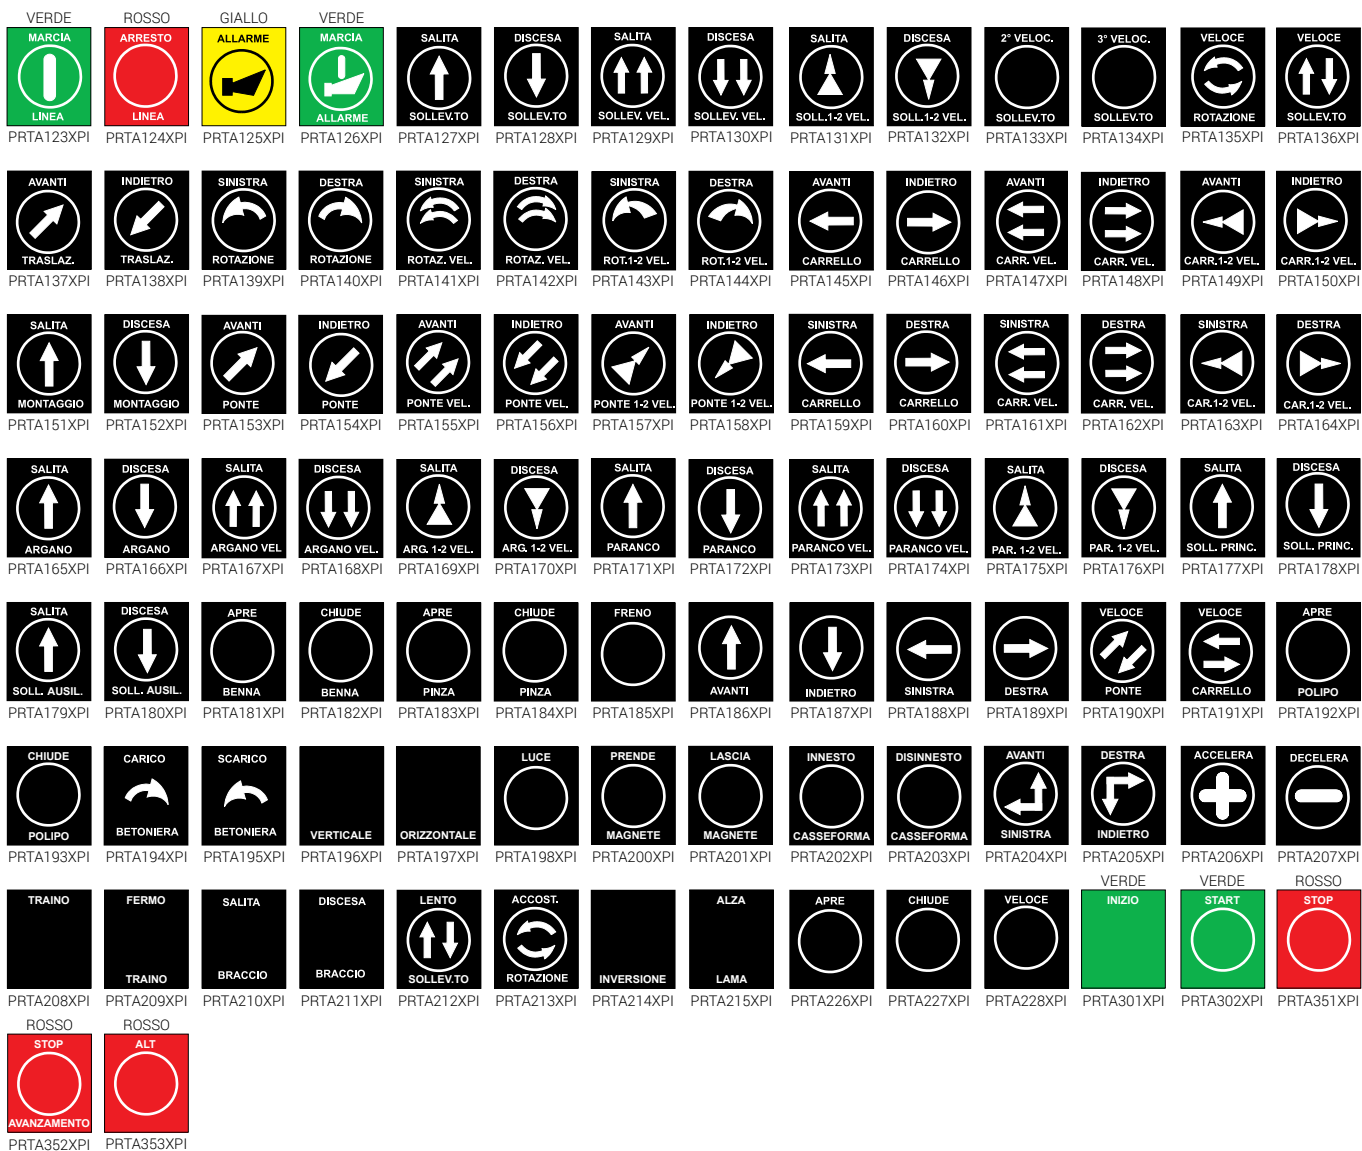 VERDE ROSSO GIALLO VERDE
MARCIA ARRESTO ALLARME MARCIA SALITA DISCESA SALITA DISCESA SALITA DISCESA 2° VELOC. 3° VELOC. VELOCE VELOCE
LINEA LINEA ALLARME SOLLEV.TO SOLLEV.TO SOLLEV. VEL. SOLLEV. VEL. SOLL.1-2 VEL. SOLL.1-2 VEL. SOLLEV.TO SOLLEV.TO ROTAZIONE SOLLEV.TO
PRTA123XPI PRTA124XPI PRTA125XPI PRTA126XPI PRTA127XPI PRTA128XPI PRTA129XPI PRTA130XPI PRTA131XPI PRTA132XPI PRTA133XPI PRTA134XPI PRTA135XPI PRTA136XPI
AVANTI INDIETRO SINISTRA DESTRA SINISTRA DESTRA SINISTRA DESTRA AVANTI INDIETRO AVANTI INDIETRO AVANTI INDIETRO
TRASLAZ. TRASLAZ. ROTAZIONE ROTAZIONE ROTAZ. VEL. ROTAZ. VEL. ROT.1-2 VEL. ROT.1-2 VEL. CARRELLO CARRELLO CARR. VEL. CARR. VEL. CARR.1-2 VEL. CARR.1-2 VEL.
PRTA137XPI PRTA138XPI PRTA139XPI PRTA140XPI PRTA141XPI PRTA142XPI PRTA143XPI PRTA144XPI PRTA145XPI PRTA146XPI PRTA147XPI PRTA148XPI PRTA149XPI PRTA150XPI
SALITA DISCESA AVANTI INDIETRO AVANTI INDIETRO AVANTI INDIETRO SINISTRA DESTRA SINISTRA DESTRA SINISTRA DESTRA
MONTAGGIO MONTAGGIO PONTE PONTE PONTE VEL. PONTE VEL. PONTE 1-2 VEL. PONTE 1-2 VEL. CARRELLO CARRELLO CARR. VEL. CARR. VEL. CAR.1-2 VEL. CAR.1-2 VEL.
PRTA151XPI PRTA152XPI PRTA153XPI PRTA154XPI PRTA155XPI PRTA156XPI PRTA157XPI PRTA158XPI PRTA159XPI PRTA160XPI PRTA161XPI PRTA162XPI PRTA163XPI PRTA164XPI
SALITA DISCESA SALITA DISCESA SALITA DISCESA SALITA DISCESA SALITA DISCESA SALITA DISCESA SALITA DISCESA
ARGANO ARGANO ARGANO VEL ARGANO VEL. ARG. 1-2 VEL. ARG. 1-2 VEL. PARANCO PARANCO PARANCO VEL. PARANCO VEL. PAR. 1-2 VEL. PAR. 1-2 VEL. SOLL. PRINC. SOLL. PRINC.
PRTA165XPI PRTA166XPI PRTA167XPI PRTA168XPI PRTA169XPI PRTA170XPI PRTA171XPI PRTA172XPI PRTA173XPI PRTA174XPI PRTA175XPI PRTA176XPI PRTA177XPI PRTA178XPI
SALITA DISCESA APRE CHIUDE APRE CHIUDE FRENO VELOCE VELOCE APRE
SOLL. AUSIL. SOLL. AUSIL. BENNA BENNA PINZA PINZA AVANTI INDIETRO SINISTRA DESTRA PONTE CARRELLO POLIPO
PRTA179XPI PRTA180XPI PRTA181XPI PRTA182XPI PRTA183XPI PRTA184XPI PRTA185XPI PRTA186XPI PRTA187XPI PRTA188XPI PRTA189XPI PRTA190XPI PRTA191XPI PRTA192XPI
CHIUDE CARICO SCARICO LUCE PRENDE LASCIA INNESTO DISINNESTO AVANTI DESTRA ACCELERA DECELERA
POLIPO BETONIERA BETONIERA VERTICALE ORIZZONTALE MAGNETE MAGNETE CASSEFORMA CASSEFORMA SINISTRA INDIETRO
PRTA193XPI PRTA194XPI PRTA195XPI PRTA196XPI PRTA197XPI PRTA198XPI PRTA200XPI PRTA201XPI PRTA202XPI PRTA203XPI PRTA204XPI PRTA205XPI PRTA206XPI PRTA207XPI
VERDE VERDE ROSSO
TRAINO FERMO SALITA DISCESA LENTO ACCOST. ALZA APRE CHIUDE VELOCE INIZIO START STOP
TRAINO BRACCIO BRACCIO SOLLEV.TO ROTAZIONE INVERSIONE LAMA
PRTA208XPI PRTA209XPI PRTA210XPI PRTA211XPI PRTA212XPI PRTA213XPI PRTA214XPI PRTA215XPI PRTA226XPI PRTA227XPI PRTA228XPI PRTA301XPI PRTA302XPI PRTA351XPI
ROSSO ROSSO
STOP ALT
AVANZAMENTO
PRTA352XPI PRTA353XPI